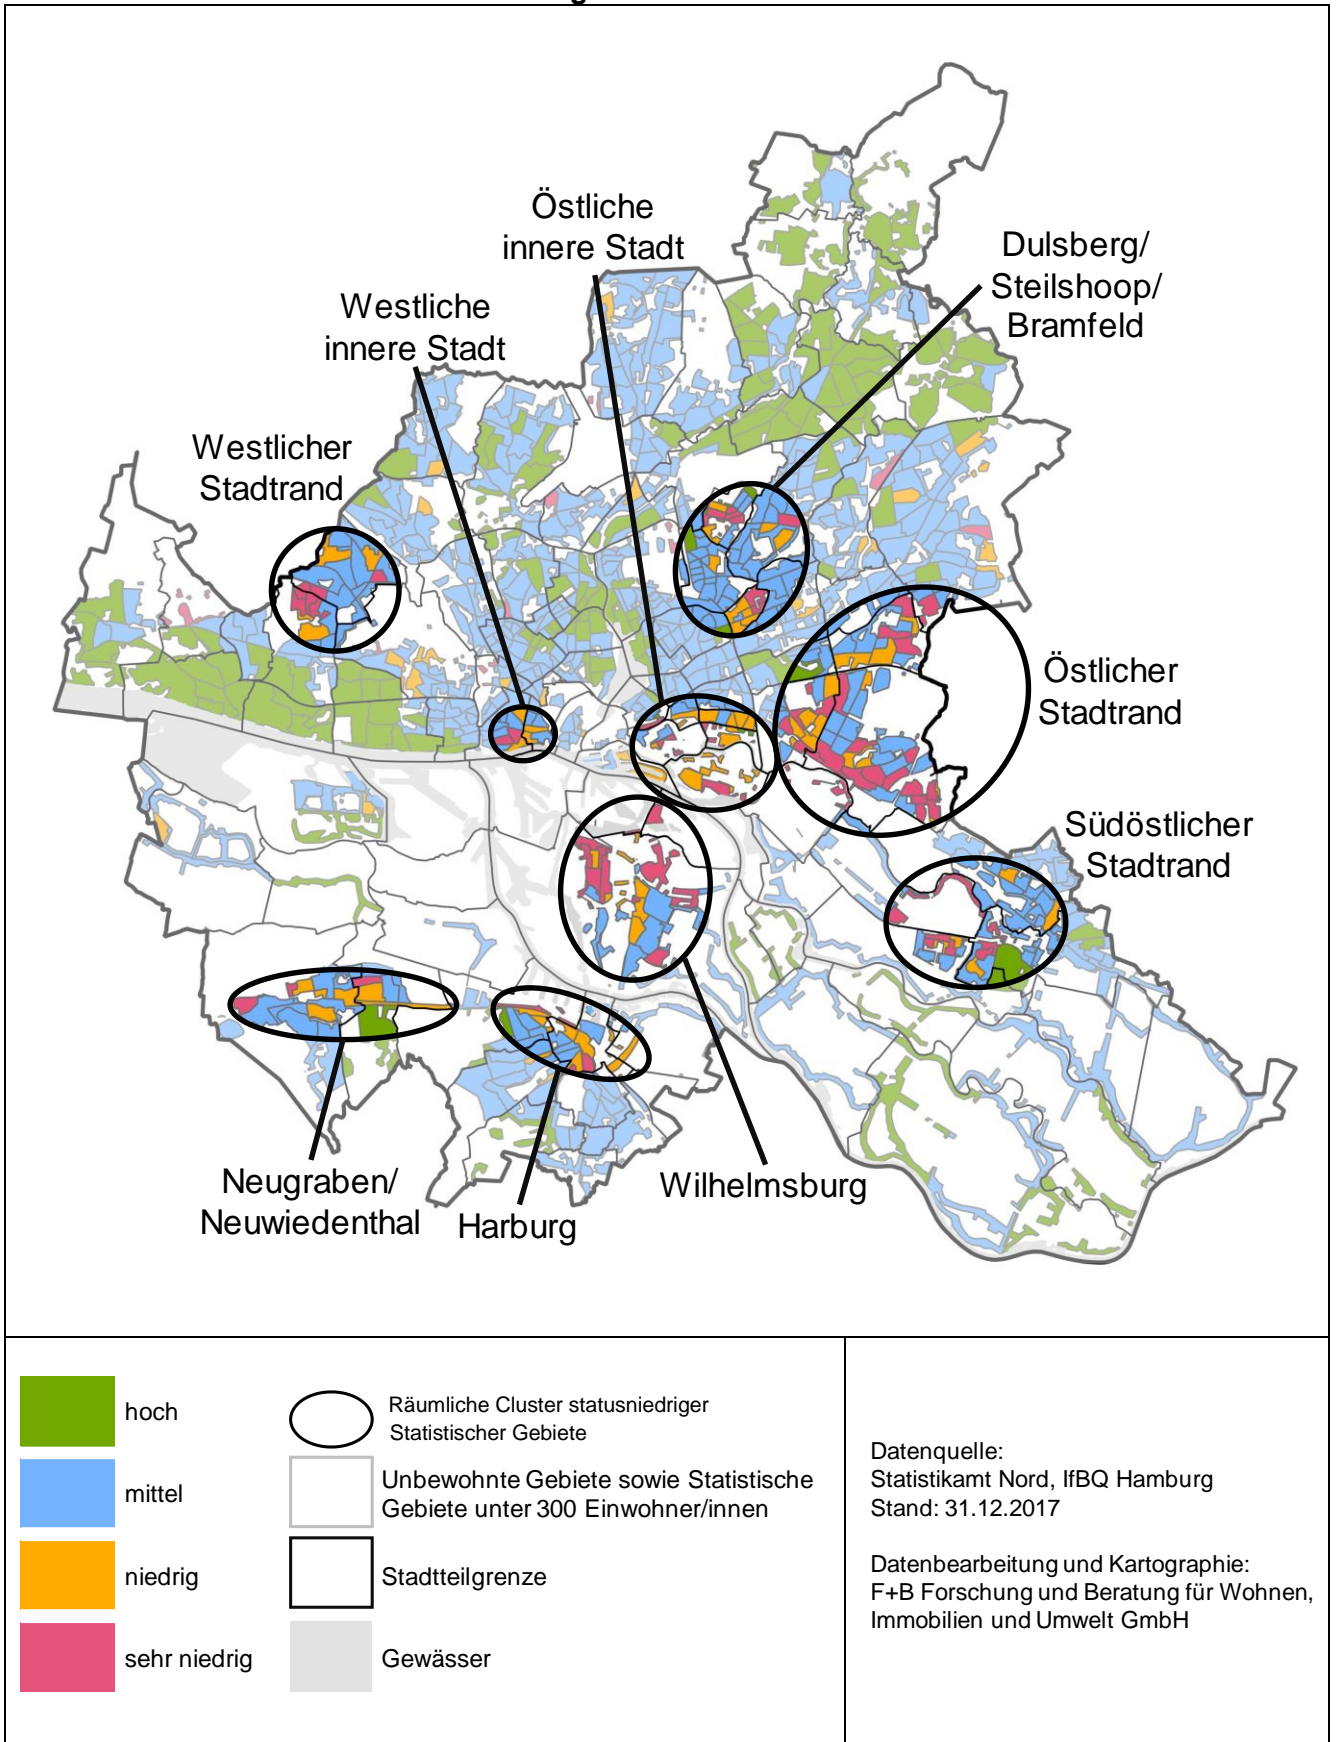 Östliche
innere Stadt
Dulsberg/
Steilshoop/
Bramfeld
Westliche
innere Stadt
Westlicher
Stadtrand
Östlicher
Stadtrand
Südöstlicher
Stadtrand
Neugraben/
Neuwiedenthal
Harburg
Wilhelmsburg
hoch
mittel
niedrig
sehr niedrig
Räumliche Cluster statusniedriger
Statistischer Gebiete
Unbewohnte Gebiete sowie Statistische
Gebiete unter 300 Einwohner/innen
Stadtteilgrenze
Gewässer
Datenquelle:
Statistikamt Nord, IfBQ Hamburg
Stand: 31.12.2017
Datenbearbeitung und Kartographie:
F+B Forschung und Beratung für Wohnen,
Immobilien und Umwelt GmbH